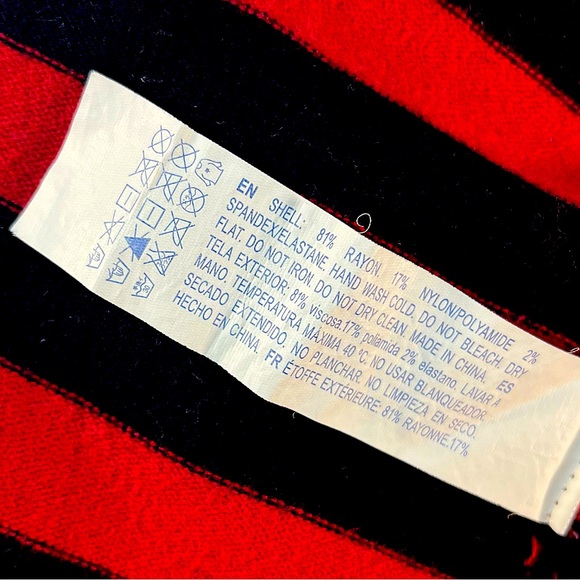 EN SHELL: 81% RAYON 17% NYLON/POLYAMIDE 2%
SPANDEX/ELASTANE. HAND WASH COLD. DO NOT BLEACH. DRY
FLAT. DO NOT IRON. DO NOT DRY CLEAN. MADE IN CHINA. ES
TELA EXTERIOR: 81% viscosa.17% poliamida 2% elastano. LAVAR A
MANO. TEMPERATURA MÁXIMA 40 ºC. NO USAR BLANQUEADOR.
SECADO EXTENDIDO. NO PLANCHAR. NO LIMPIEZA EN SECO.
HECHO EN CHINA. FR ETOFFE EXTÉRIEURE: 81% RAYONNE.17%